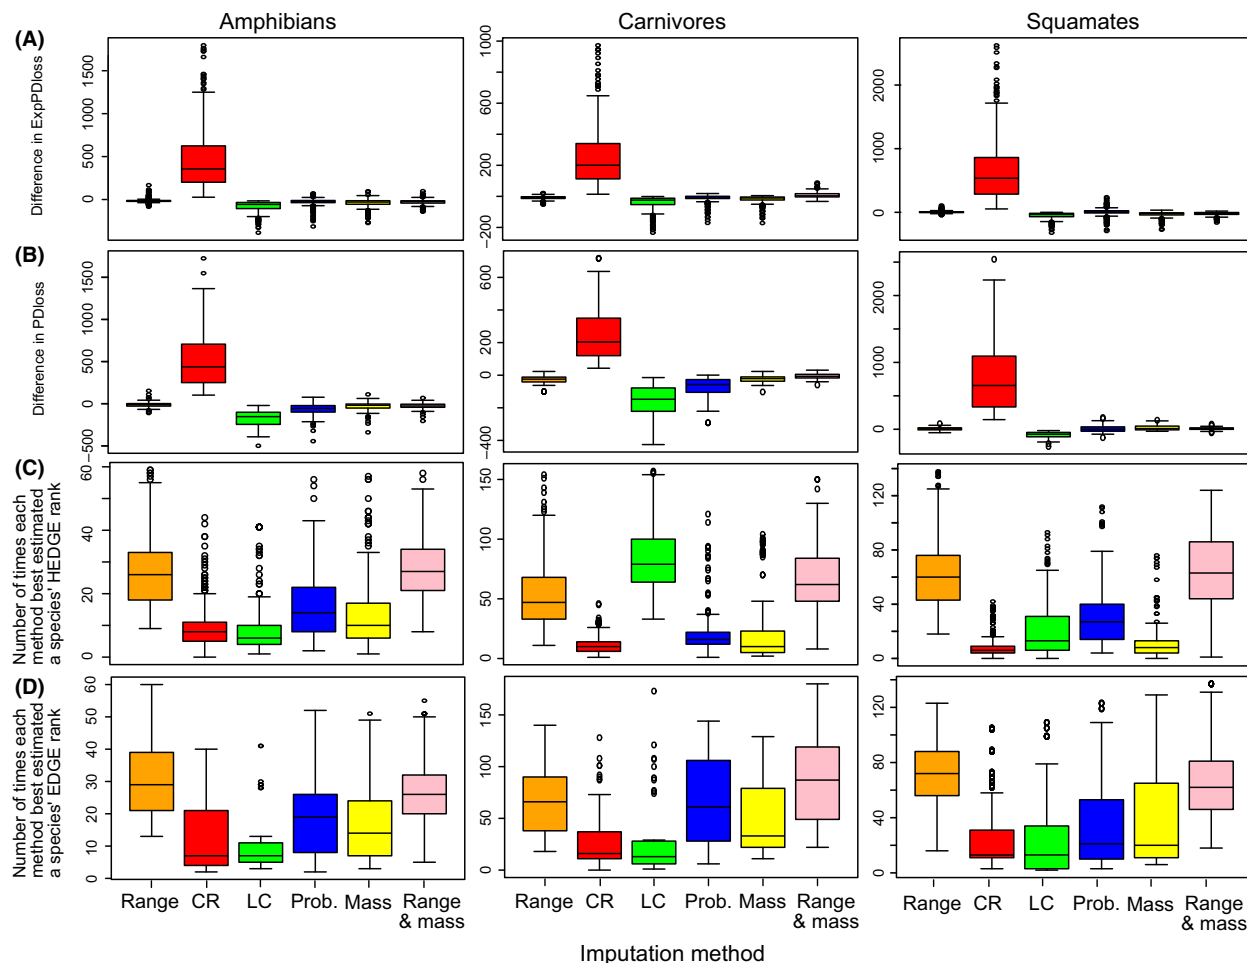 Amphibians Carnivores Squamates
(A)
Difference in ExpPDloss
0 500 1000 1500
−200 0 200 600 1000
0 1000 2000
(B)
Difference in PDloss
−500 0 500 1000 1500
−400 0 200 600
0 1000 2000
(C)
Number of times each
method best estimated
a species' HEDGE rank
0 20 40 60
0 50 100 150
0 40 80 120
(D)
Number of times each
method best estimated
a species' EDGE rank
0 10 20 30 40 50 60
0 50 100 150
0 40 80 120
Range CR LC Prob. Mass Range
& mass
Range CR LC Prob. Mass Range
& mass
Range CR LC Prob. Mass Range
& mass
Imputation method